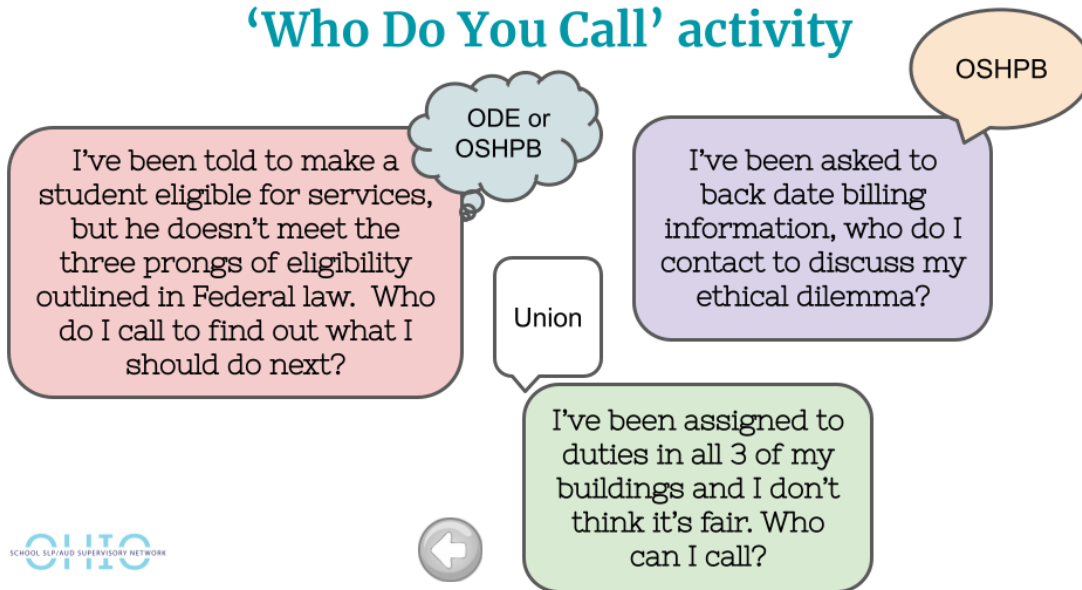 ‘Who Do You Call’ activity
ODE or
OSHPB
I’ve been told to make a
student eligible for services,
but he doesn’t meet the
three prongs of eligibility
outlined in Federal law.  Who
do I call to find out what I
should do next?
OSHPB
I’ve been asked to
back date billing
information, who do I
contact to discuss my
ethical dilemma?
Union
I’ve been assigned to
duties in all 3 of my
buildings and I don’t
think it’s fair. Who
can I call?
OHIO
SCHOOL SLP/AUD SUPERVISORY NETWORK